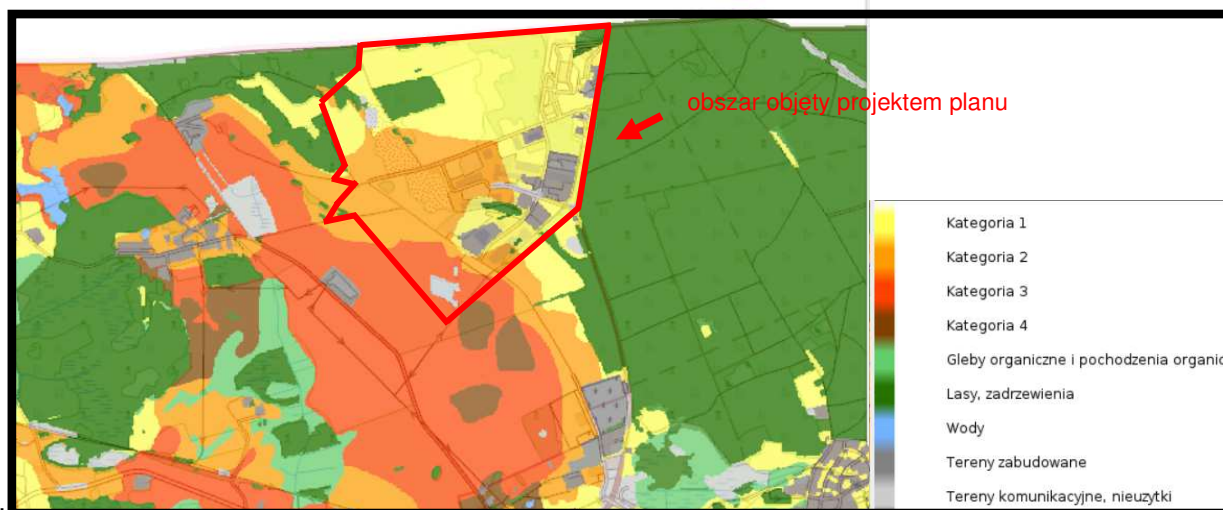 obszar objęty projektem planu
Kategoria 1
Kategoria 2
Kategoria 3
Kategoria 4
Gleby organiczne i pochodzenia organic
Lasy, zadrzewienia
Wody
Tereny zabudowane
Tereny komunikacyjne, nieużytki